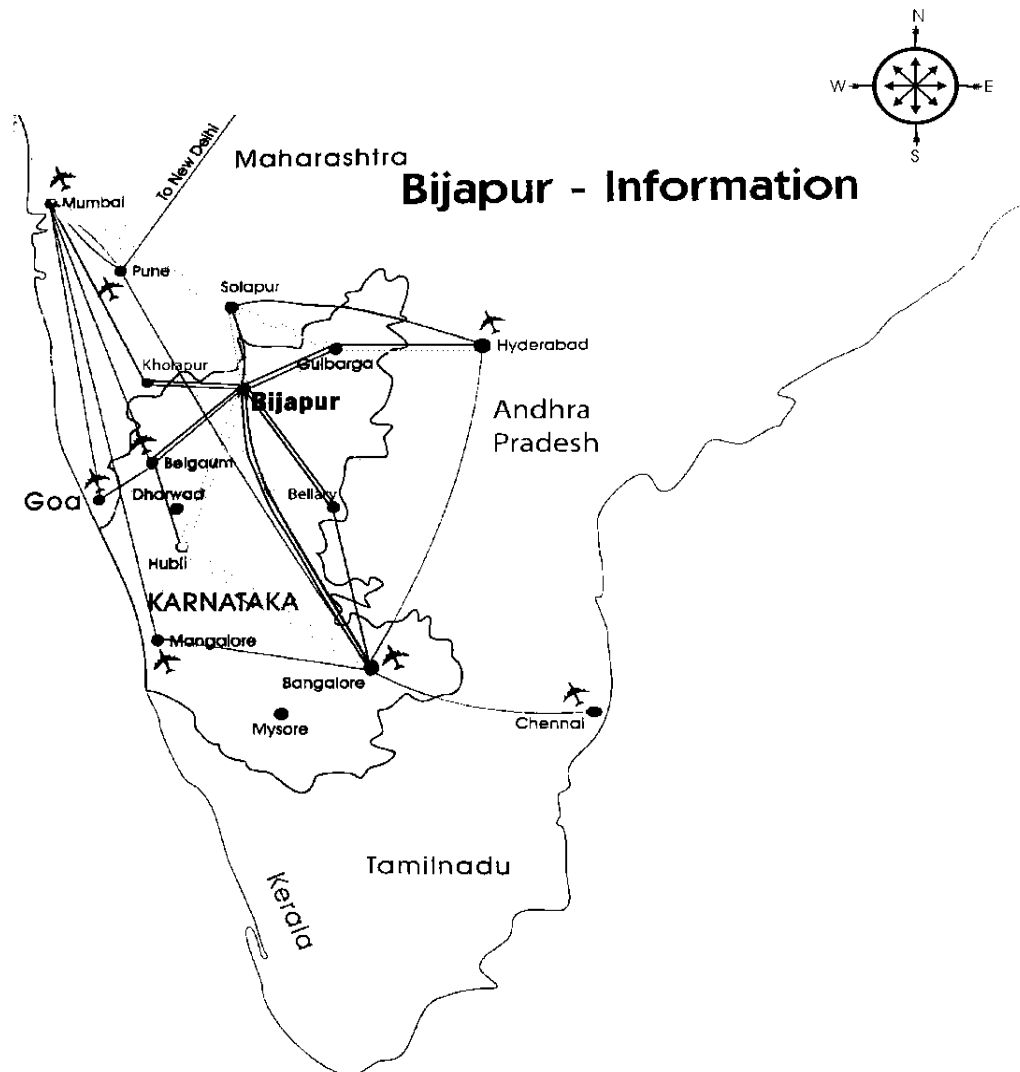 N
W
E
S
To New Delhi
Maharashtra
Bijapur - Information
Mumbai
Pune
Solapur
Hyderabad
Gulbarga
Kholapur
Bijapur
Andhra
Pradesh
Belgaum
Goa
Dharwad
Bellary
Hubli
KARNATAKA
Mangalore
Bangalore
Chennai
Mysore
Tamilnadu
Kerala